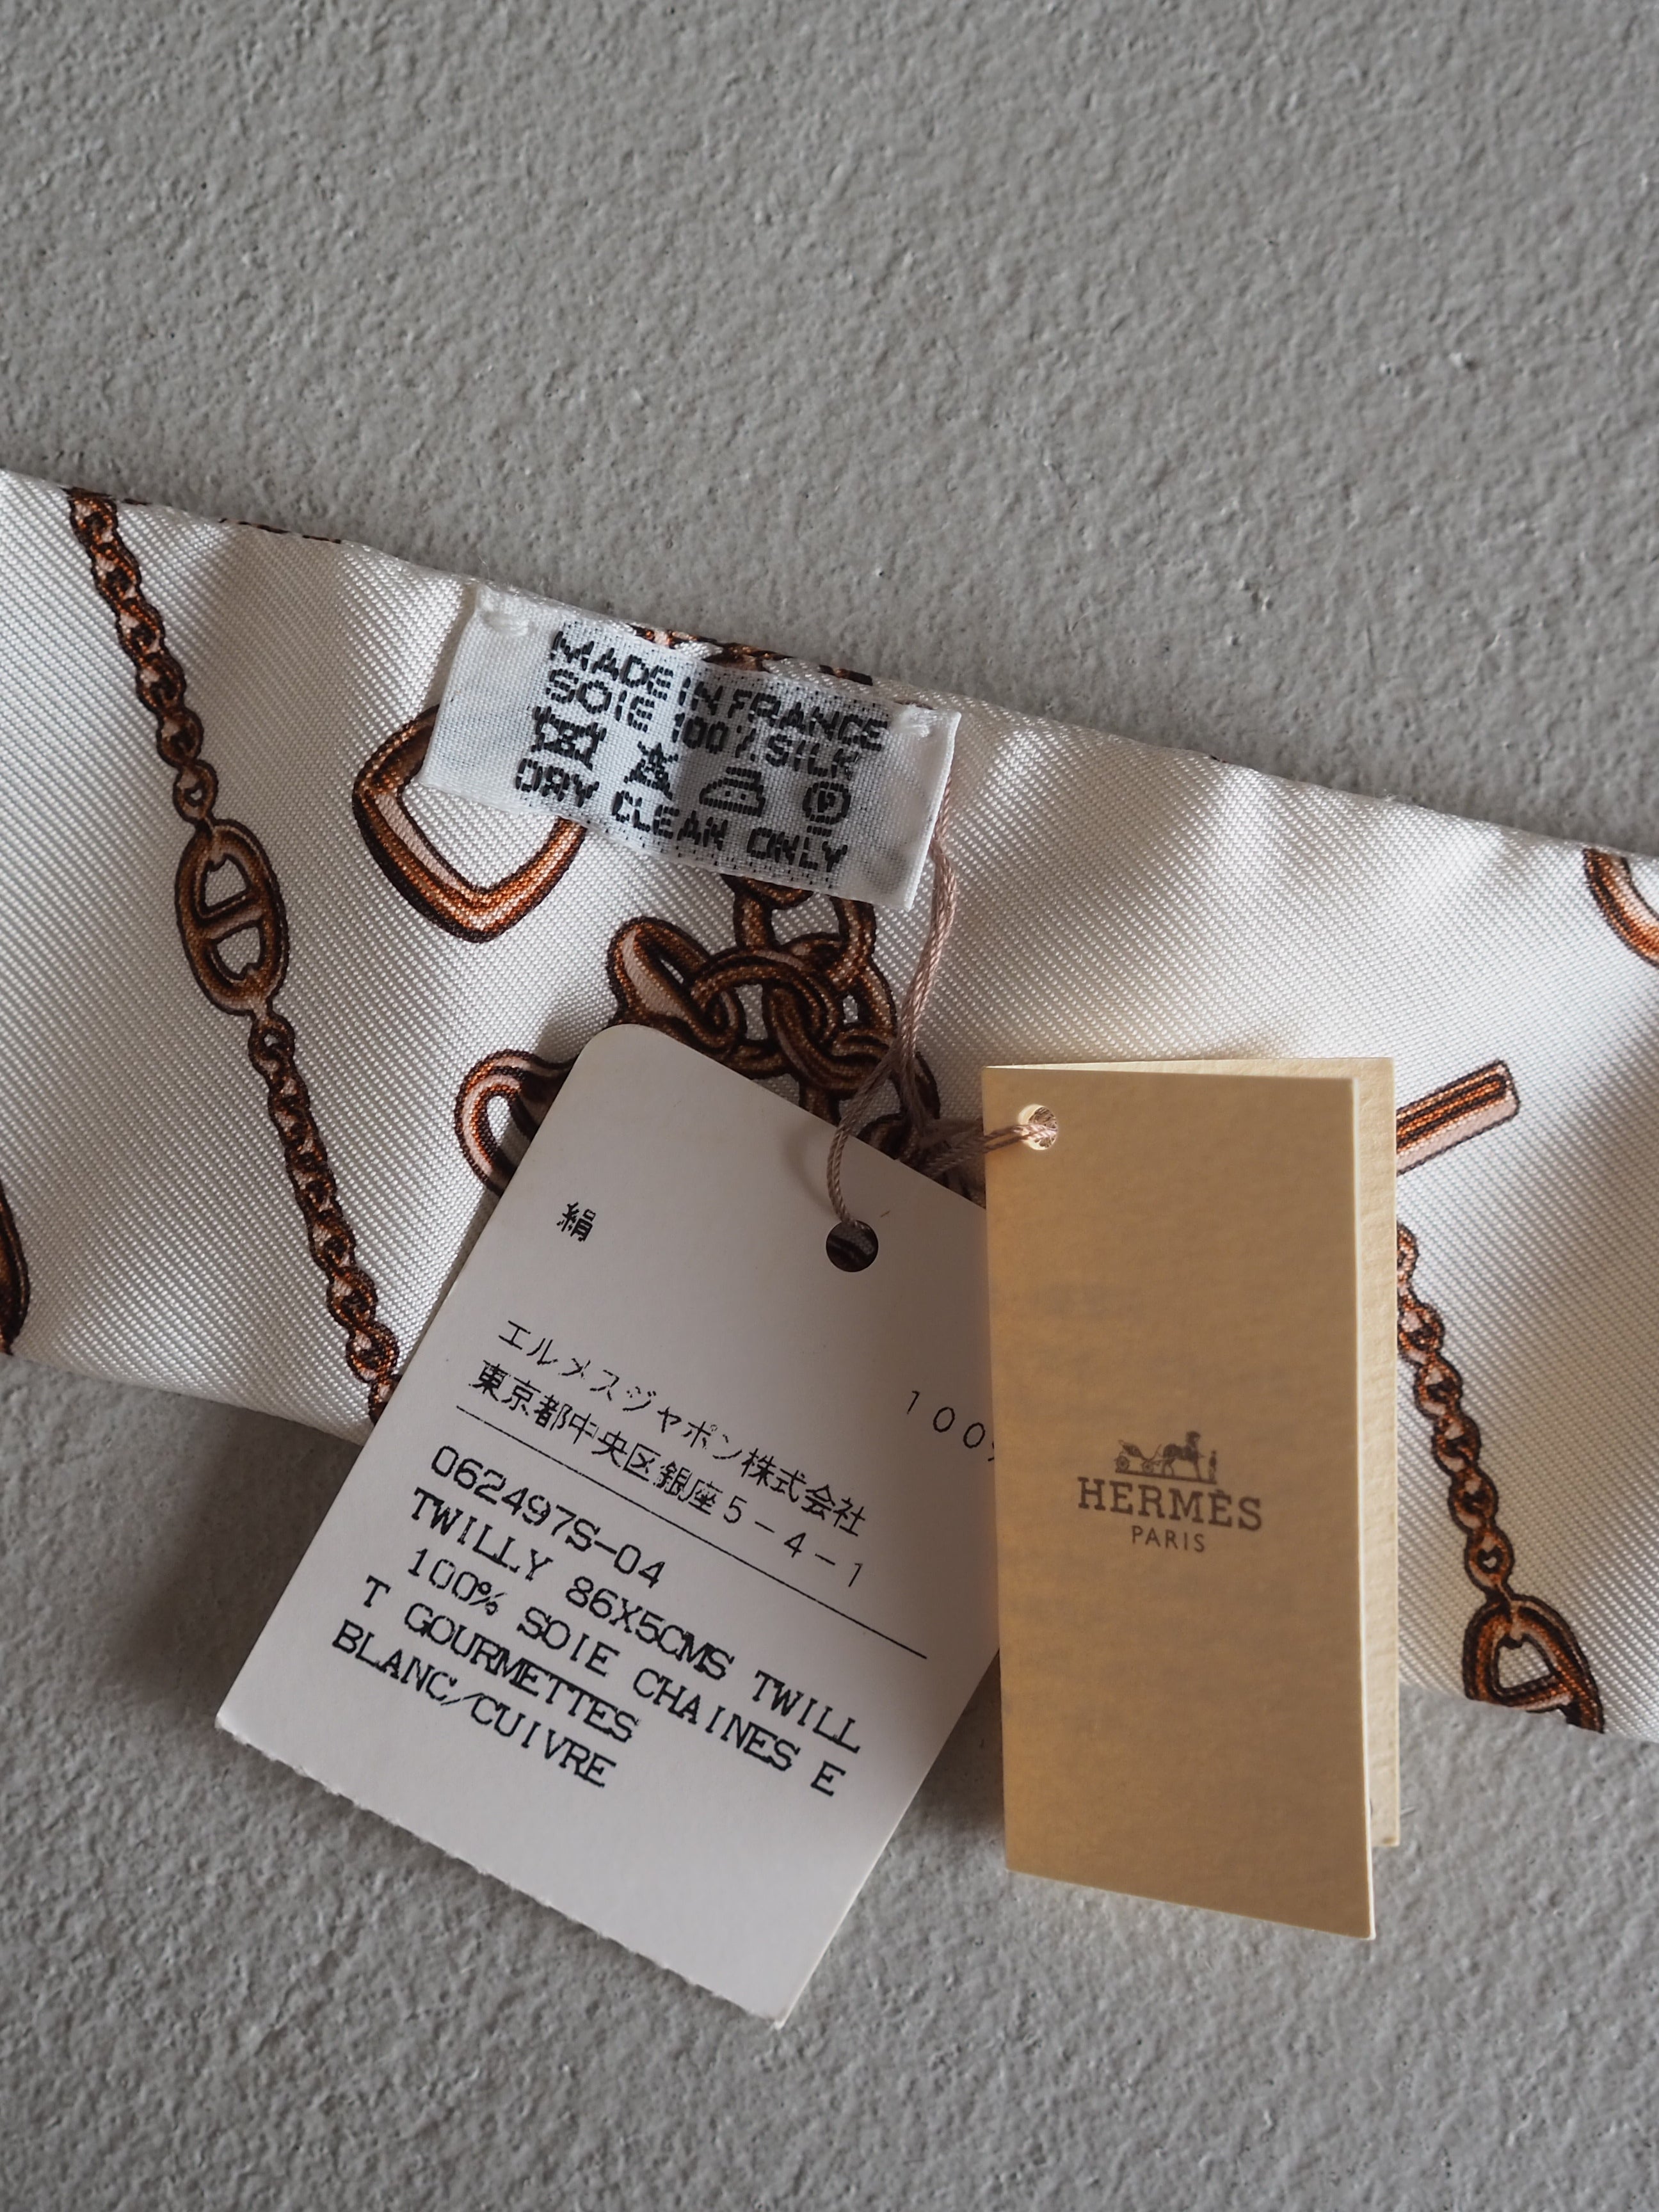 MADE IN FRANCE
SOIE 100% SILK
DRY CLEAN ONLY
絹
100%
エルメスジャポン株式会社
東京都中央区銀座5-4-1
062497S-04
TWILLY 86X5CMS TWILL
100% SOIE CHAINES E
T GOURMETTES
BLANC/CUIVRE
HERMÈS
PARIS